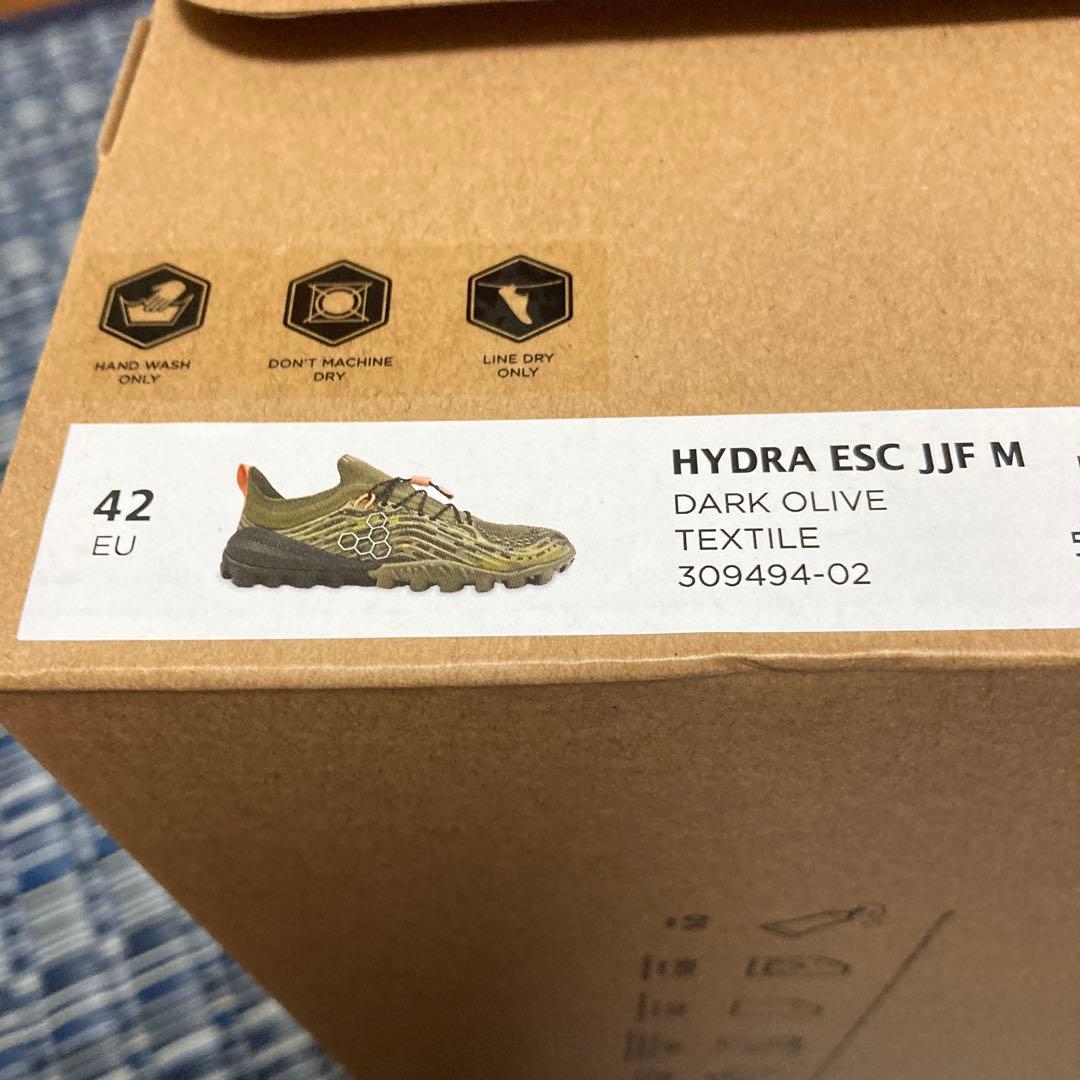 HAND WASH
ONLY
DON'T MACHINE
DRY
LINE DRY
ONLY
42
EU
HYDRA ESC JJF M
DARK OLIVE
TEXTILE
309494-02